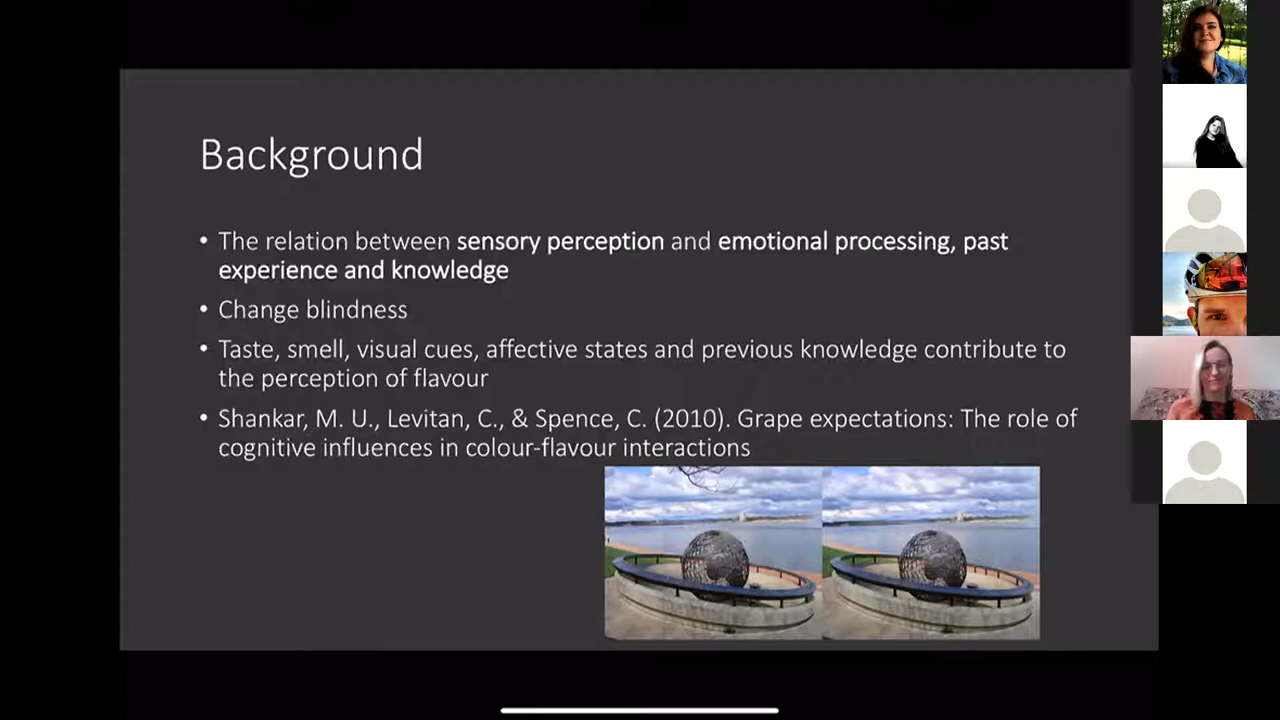 Background
• The relation between sensory perception and emotional processing, past
experience and knowledge
• Change blindness
• Taste, smell, visual cues, affective states and previous knowledge contribute to
the perception of flavour
• Shankar, M. U., Levitan, C., & Spence, C. (2010). Grape expectations: The role of
cognitive influences in colour-flavour interactions